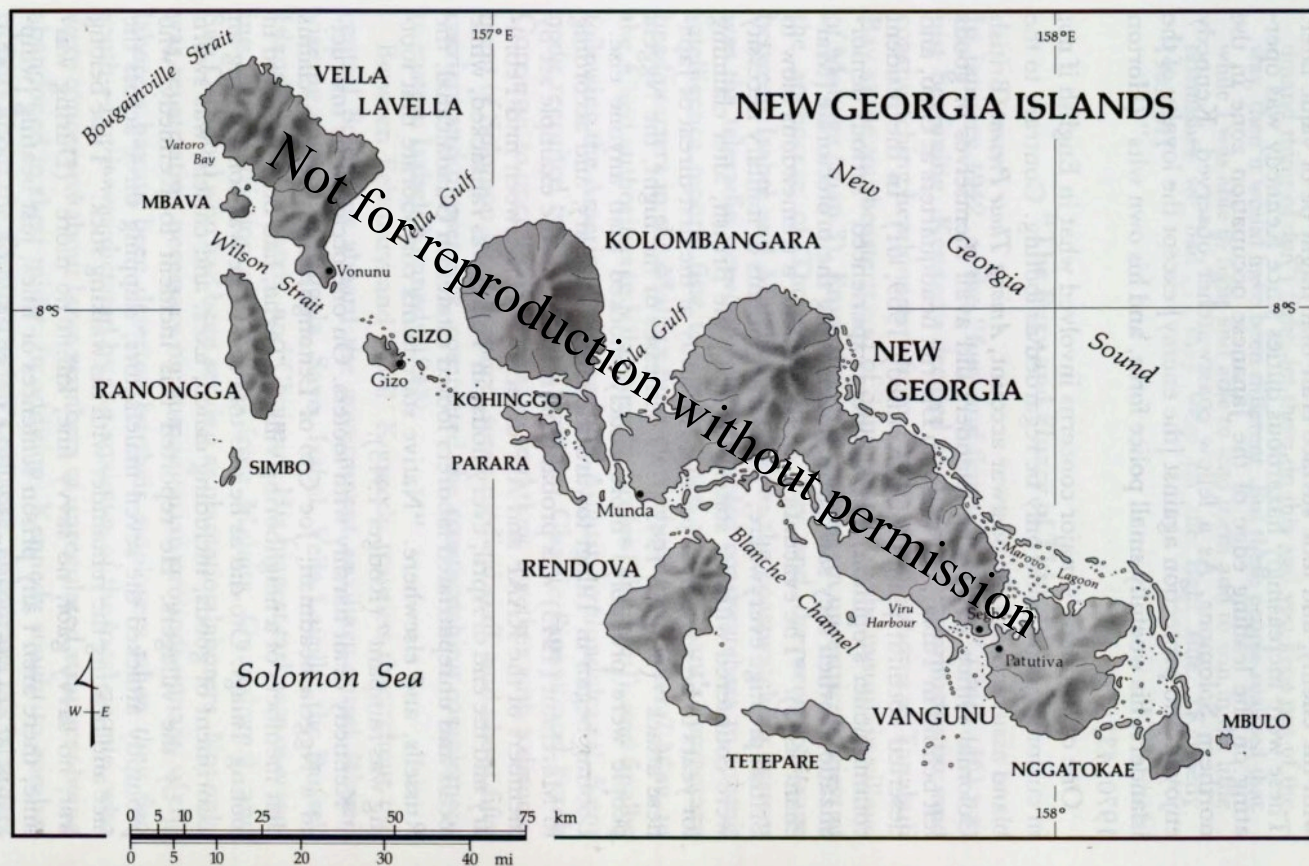 157°E
158°E
Bougainville Strait
VELLA
LAVELLA
NEW GEORGIA ISLANDS
Vatoro
Bay
Not for reproduction without permission
New
Georgia
Sound
MBAVA
Vella Gulf
KOLOMBANGARA
Wilson Strait
Vonunu
8°S
8°S
Gulf
GIZO
Gizo
NEW
GEORGIA
RANONGGA
KOHINGGO
SIMBO
PARARA
Munda
RENDOVA
Blanche
Channel
Marovo Lagoon
Viru
Harbour
Patutiva
Solomon Sea
W E
VANGUNU
MBULO
TETEPARE
NGGATOKAE
158°
0 5 10 25 50 75 km
0 5 10 20 30 40 mi